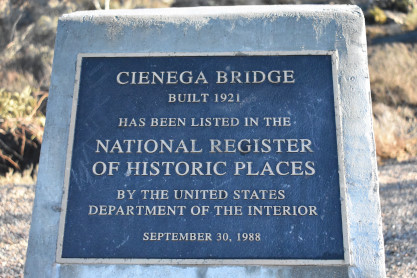 CIENEGA BRIDGE
BUILT 1921
HAS BEEN LISTED IN THE
NATIONAL REGISTER
OF HISTORIC PLACES
BY THE UNITED STATES
DEPARTMENT OF THE INTERIOR
SEPTEMBER 30, 1988